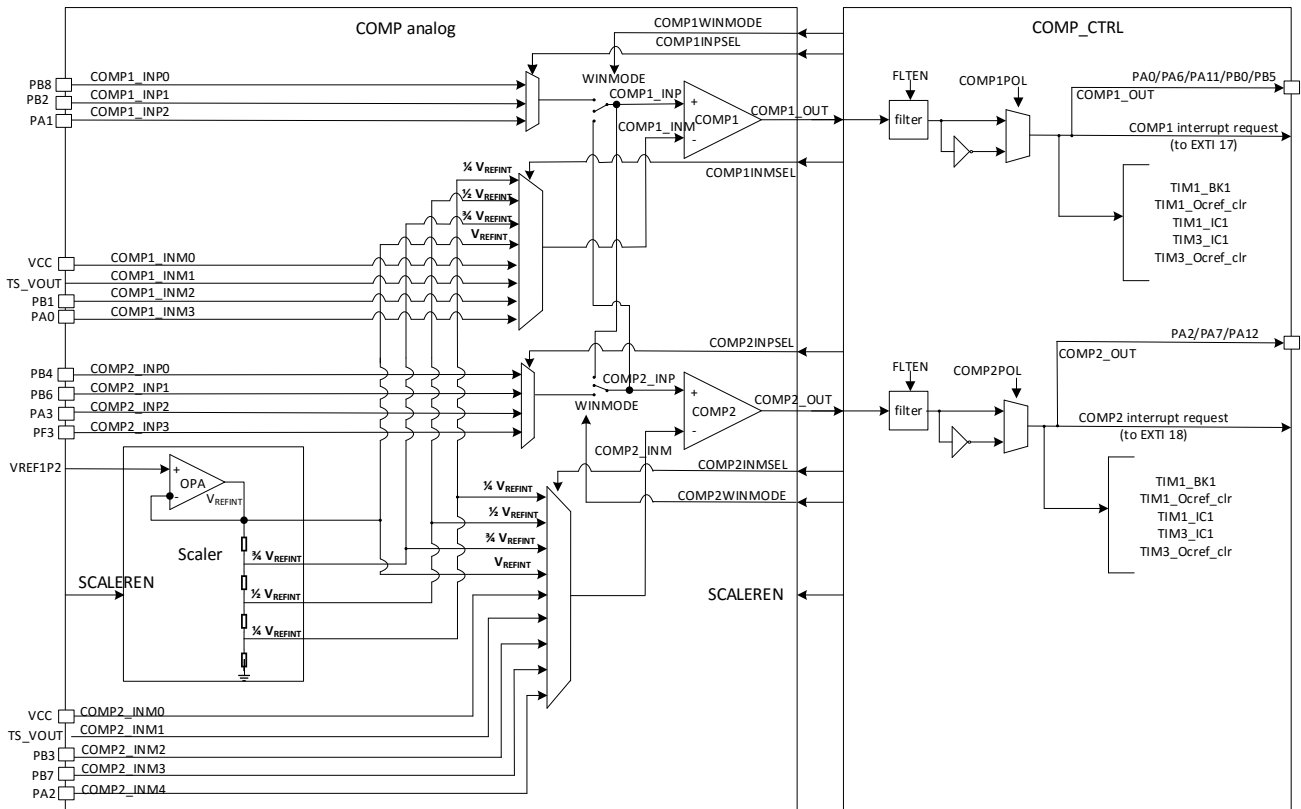 COMP analog
COMP_CTRL
COMP1WINMODE
COMP1INPSEL
PB8
COMP1_INP0
PB2
COMP1_INP1
PA1
COMP1_INP2
WINMODE
COMP1_INP
COMP1_INM
+
-
COMP1
COMP1_OUT
FLTEN
filter
COMP1POL
PA0/PA6/PA11/PB0/PB5
COMP1_OUT
COMP1 interrupt request
(to EXTI 17)
TIM1_BK1
TIM1_Ocref_clr
TIM1_IC1
TIM3_IC1
TIM3_Ocref_clr
COMP1INMSEL
¼ VREFINT
½ VREFINT
¾ VREFINT
VREFINT
VCC
COMP1_INM0
TS_VOUT
COMP1_INM1
PB1
COMP1_INM2
PA0
COMP1_INM3
COMP2INPSEL
PB4
COMP2_INP0
PB6
COMP2_INP1
PA3
COMP2_INP2
PF3
COMP2_INP3
COMP2_INP
WINMODE
+
-
COMP2
COMP2_OUT
COMP2_INM
FLTEN
filter
COMP2POL
PA2/PA7/PA12
COMP2_OUT
COMP2 interrupt request
(to EXTI 18)
TIM1_BK1
TIM1_Ocref_clr
TIM1_IC1
TIM3_IC1
TIM3_Ocref_clr
VREF1P2
+
-
OPA
VREFINT
Scaler
¾ VREFINT
½ VREFINT
¼ VREFINT
SCALEREN
COMP2INMSEL
COMP2WINMODE
¼ VREFINT
½ VREFINT
¾ VREFINT
VREFINT
SCALEREN
VCC
COMP2_INM0
TS_VOUT
COMP2_INM1
PB3
COMP2_INM2
PB7
COMP2_INM3
PA2
COMP2_INM4